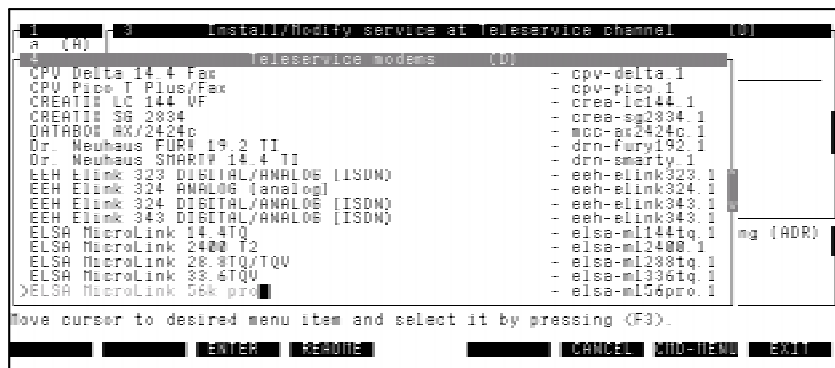 1 3 Install/Modify service at Teleservice channel (D)
a (A)
4 Teleservice modems (D)
CPV Delta 14.4 Fax - cpv-delta.1
CPV Pico T Plus/Fax - cpv-pico.1
CREATIX LC 144 VF - crea-lc144.1
CREATIX SG 2834 - crea-sg2834.1
DATABOX AX/2424c - mcc-ax2424c.1
Dr. Neuhaus FURY 19.2 TI - drn-fury192.1
Dr. Neuhaus SMARTY 14.4 TI - drn-smarty.1
EEH Elink 323 DIGITAL/ANALOG (ISDN) - eeh-elink323.1
EEH Elink 324 ANALOG (analog) - eeh-elink324.1
EEH Elink 324 DIGITAL/ANALOG (ISDN) - eeh-elink343.1
EEH Elink 343 DIGITAL/ANALOG (ISDN) - eeh-elink343.1
ELSA MicroLink 14.4TQ - elsa-ml144tq.1 ng (ADR)
ELSA MicroLink 2400 T2 - elsa-ml2400.1
ELSA MicroLink 28.8TQ/TQV - elsa-ml288tq.1
ELSA MicroLink 33.6TQV - elsa-ml336tq.1
>ELSA MicroLink 56k pro - elsa-ml56pro.1
Move cursor to desired menu item and select it by pressing <F3>.
ENTER README CANCEL CMD-MENU EXIT